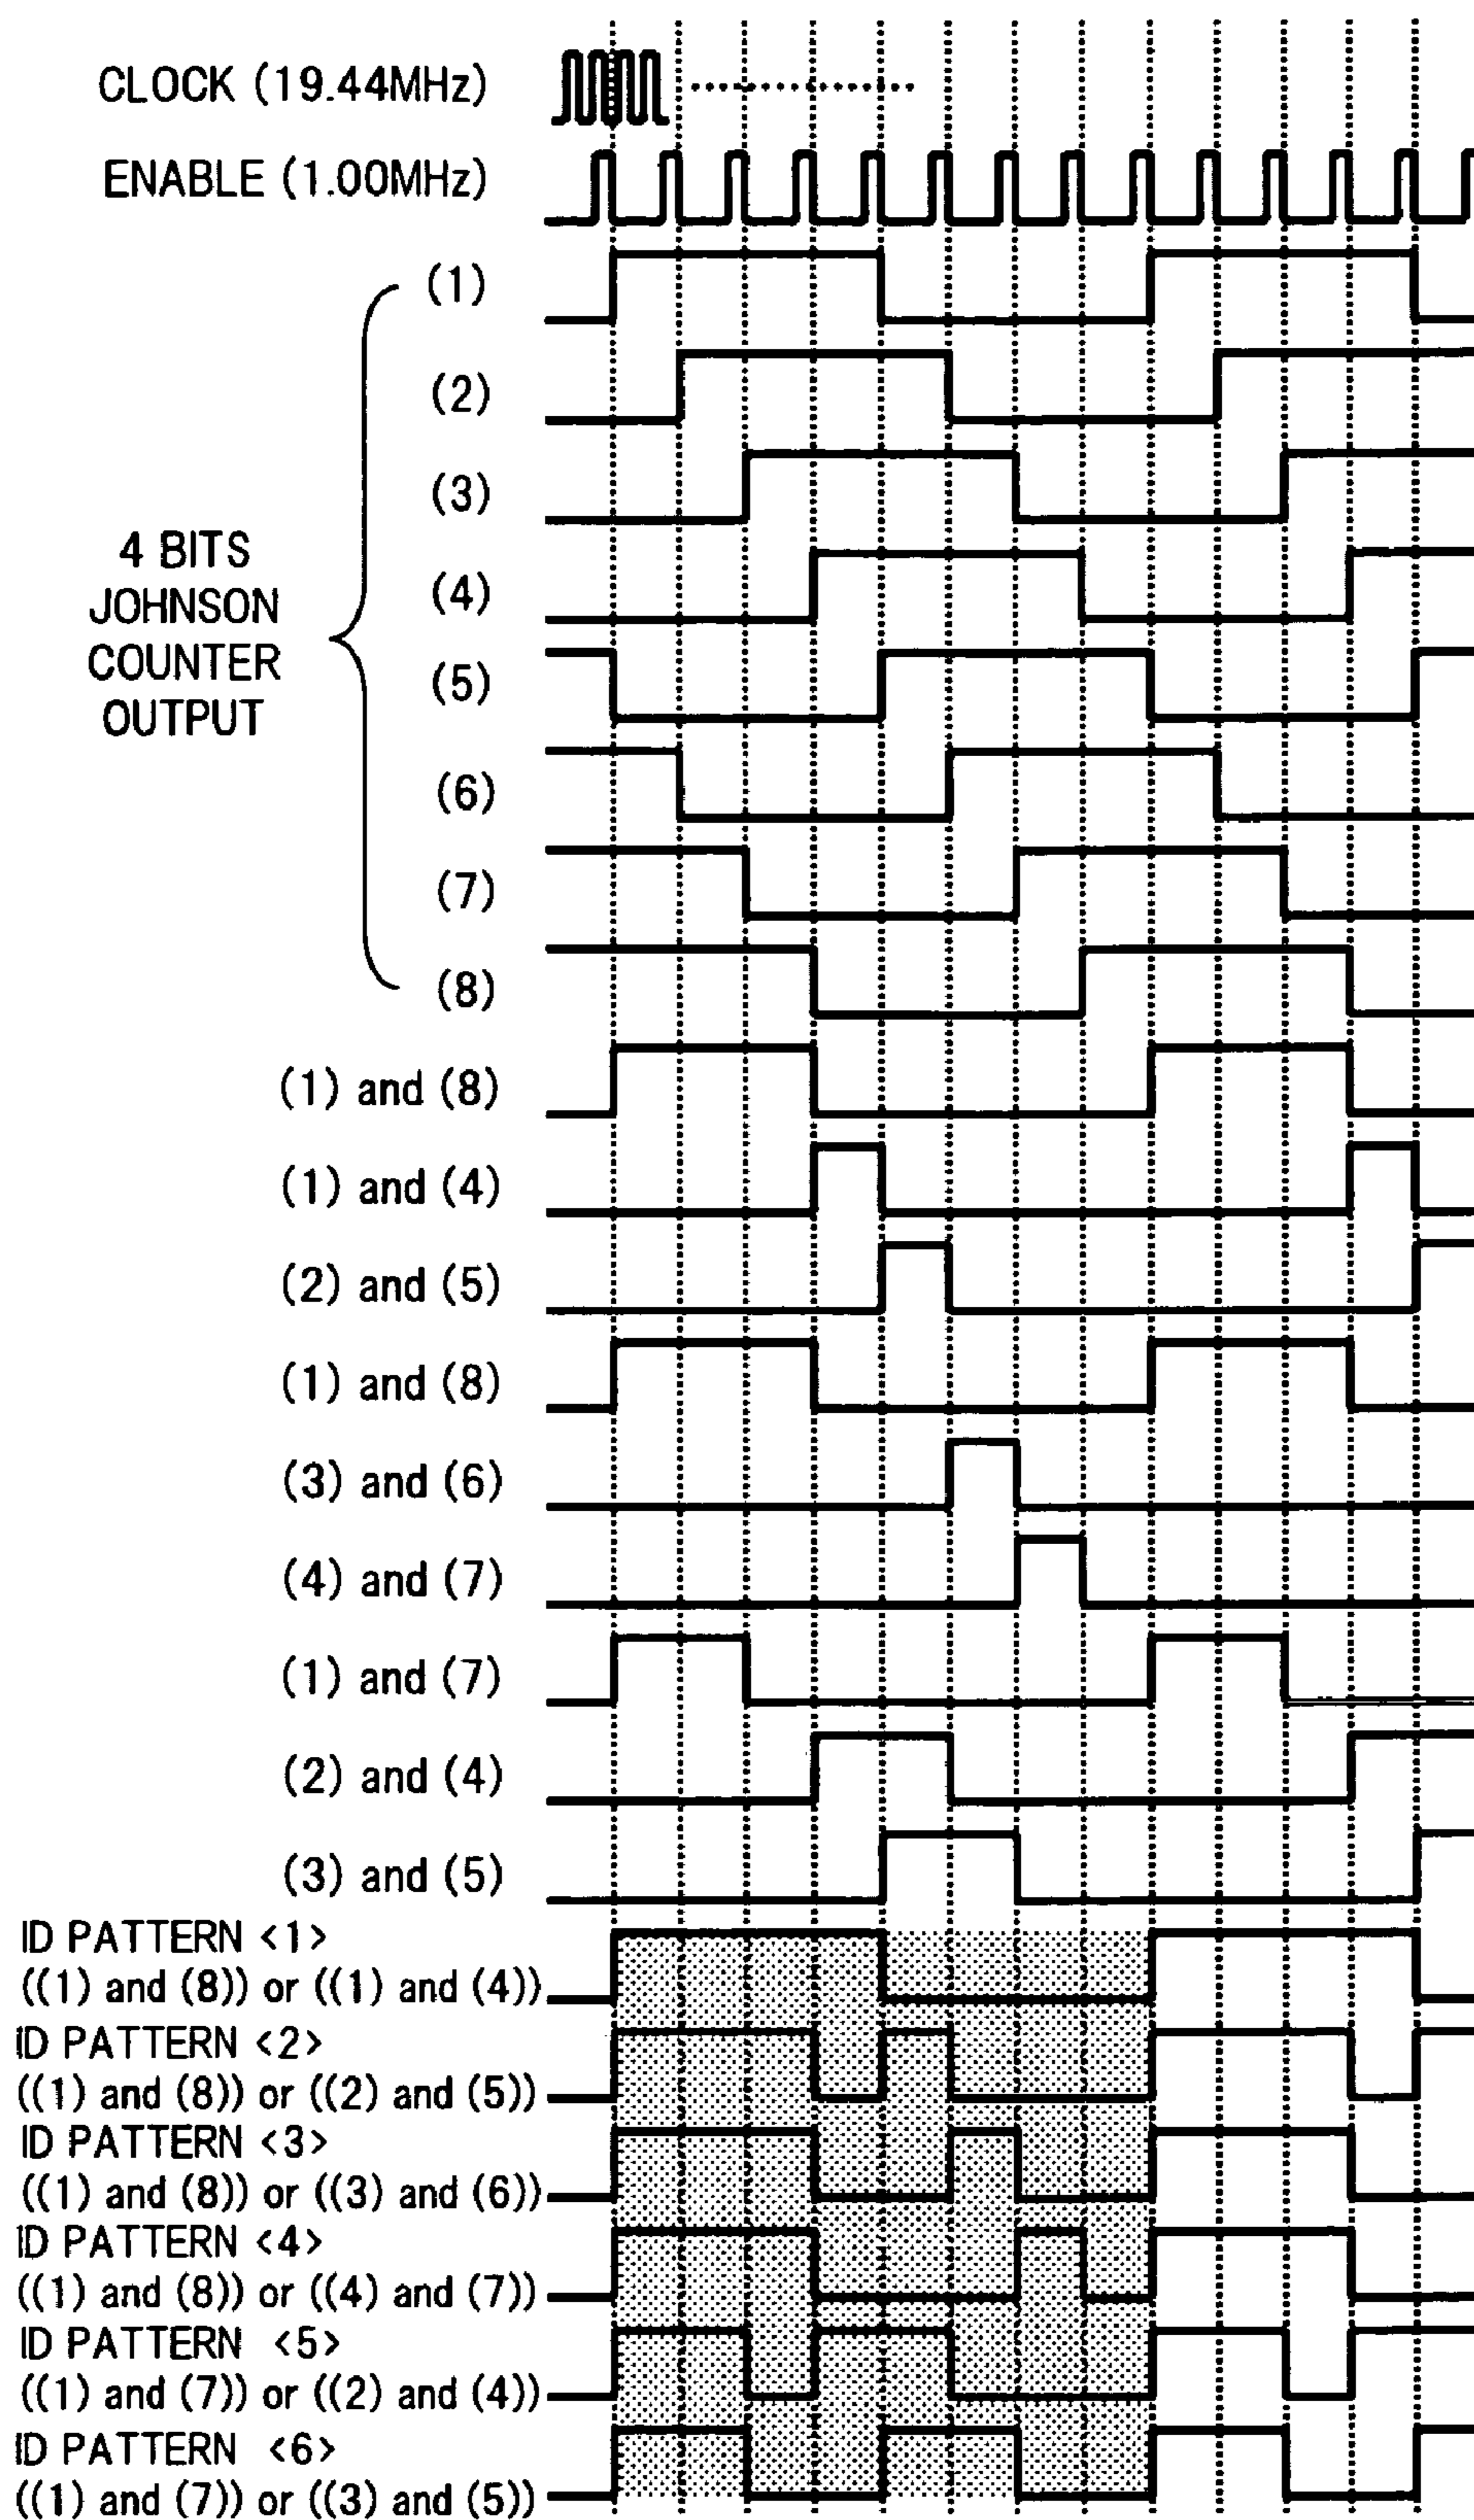 CLOCK (19.44MHz)
ENABLE (1.00MHz)
(1)
(2)
(3)
4 BITS
JOHNSON
COUNTER
OUTPUT
(4)
(5)
(6)
(7)
(8)
(1) and (8)
(1) and (4)
(2) and (5)
(1) and (8)
(3) and (6)
(4) and (7)
(1) and (7)
(2) and (4)
(3) and (5)
ID PATTERN <1>
((1) and (8)) or ((1) and (4))
ID PATTERN <2>
((1) and (8)) or ((2) and (5))
ID PATTERN <3>
((1) and (8)) or ((3) and (6))
ID PATTERN <4>
((1) and (8)) or ((4) and (7))
ID PATTERN <5>
((1) and (7)) or ((2) and (4))
ID PATTERN <6>
((1) and (7)) or ((3) and (5))